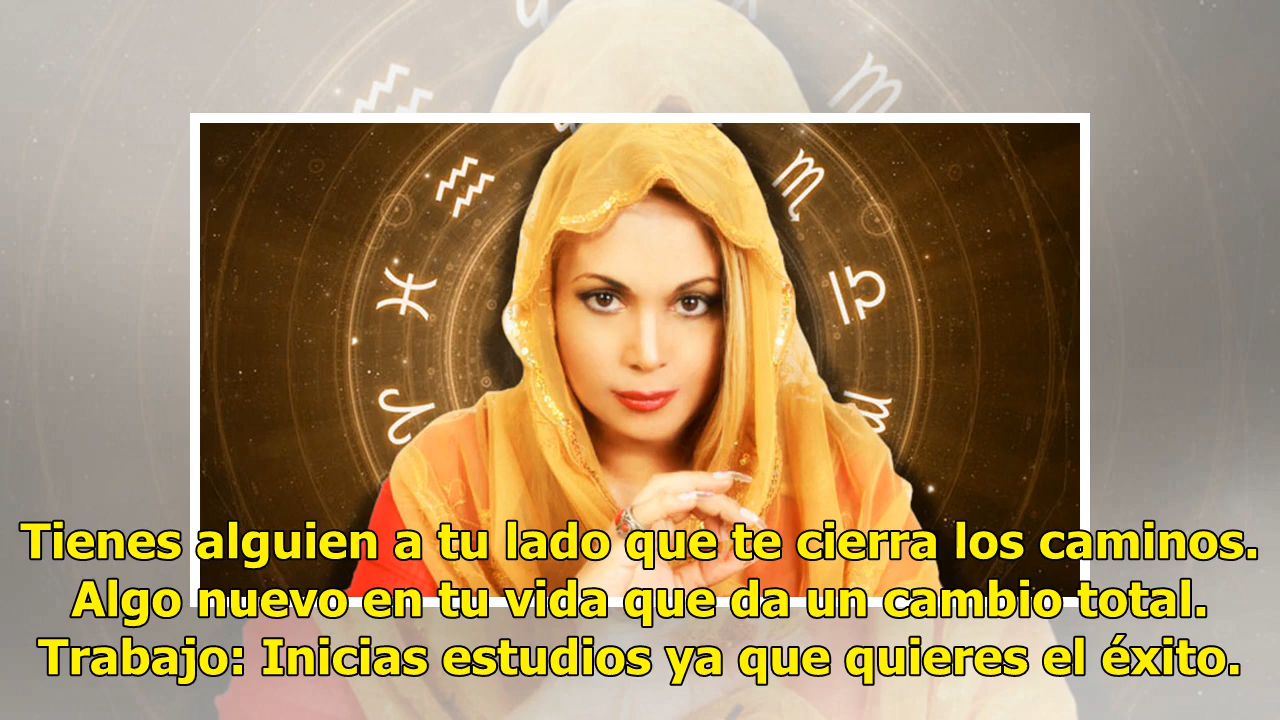 Tienes alguien a tu lado que te cierra los caminos.
Algo nuevo en tu vida que da un cambio total.
Trabajo: Inicias estudios ya que quieres el éxito.